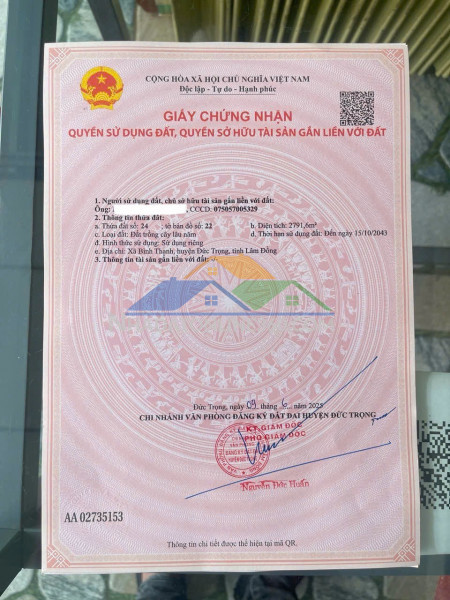 CỘNG HÒA XÃ HỘI CHỦ NGHĨA VIỆT NAM
Độc lập - Tự do - Hạnh phúc
GIẤY CHỨNG NHẬN
QUYỀN SỬ DỤNG ĐẤT, QUYỀN SỞ HỮU TÀI SẢN GẮN LIỀN VỚI ĐẤT
1. Người sử dụng đất, chủ sở hữu tài sản gắn liền với đất:
Ông: , CCCD: 075057005329
2. Thông tin thửa đất:
a. Thửa đất số: 24 ; tờ bản đồ số: 22 b. Diện tích: 2791,6m²
c. Loại đất: Đất trồng cây lâu năm d. Thời hạn sử dụng đất: Đến ngày 15/10/2043
đ. Hình thức sử dụng: Sử dụng riêng
e. Địa chỉ: Xã Bình Thạnh, huyện Đức Trọng, tỉnh Lâm Đồng
3. Thông tin tài sản gắn liền với đất:
Đức Trọng, ngày 09 tháng 6 năm 2025
CHI NHÁNH VĂN PHÒNG ĐĂNG KÝ ĐẤT ĐAI HUYỆN ĐỨC TRỌNG
KT GIÁM ĐỐC
PHÓ GIÁM ĐỐC
Nguyễn Đức Huấn
AA 02735153
Thông tin chi tiết được thể hiện tại mã QR.